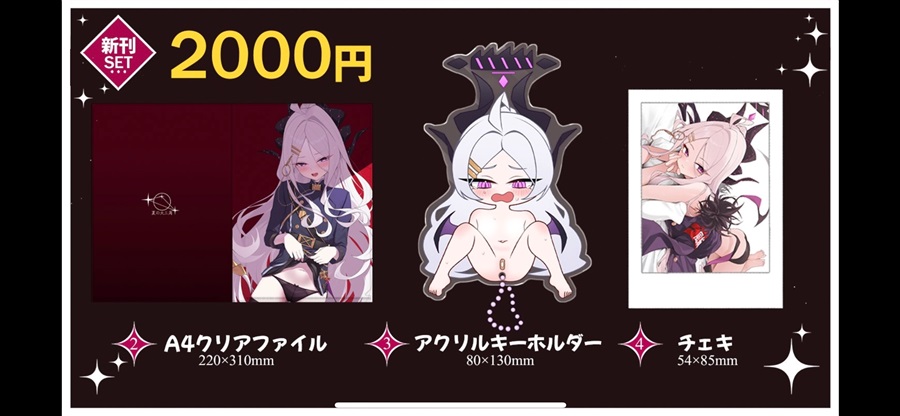 新刊
SET
2000円
2 A4クリアファイル
220×310mm
3 アクリルキーホルダー
80×130mm
4 チェキ
54×85mm